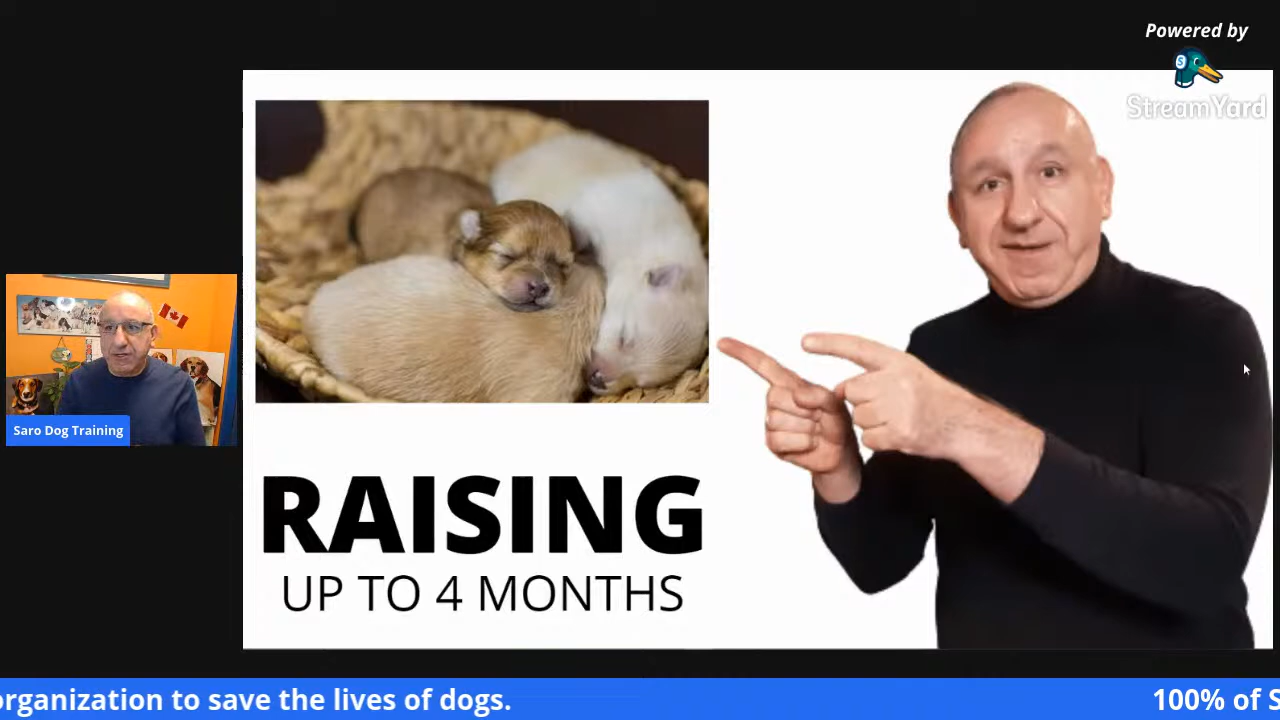 Powered by
StreamYard
Saro Dog Training
RAISING
UP TO 4 MONTHS
organization to save the lives of dogs.
100% of S